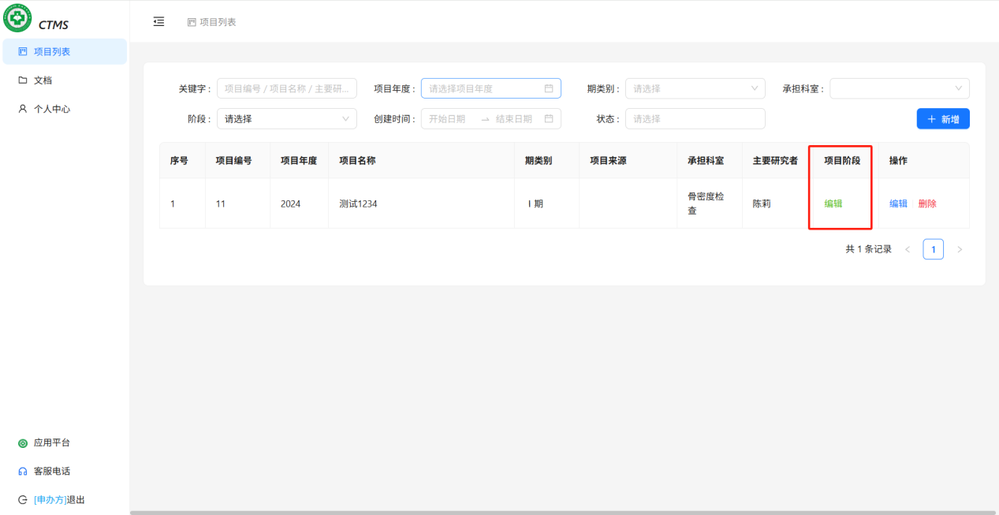 CTMS
项目列表
项目列表
文档
个人中心
关键字：
项目编号 / 项目名称 / 主要研...
项目年度：
请选择项目年度
期类别：
请选择
承担科室：
阶段：
请选择
创建时间：
开始日期 → 结束日期
状态：
请选择
+ 新增
序号 项目编号 项目年度 项目名称 期类别 项目来源 承担科室 主要研究者 项目阶段 操作
1 11 2024 测试1234 Ⅰ期 骨密度检 陈莉 编辑 编辑 删除
查
共 1 条记录 < 1 >
应用平台
客服电话
[申办方]退出